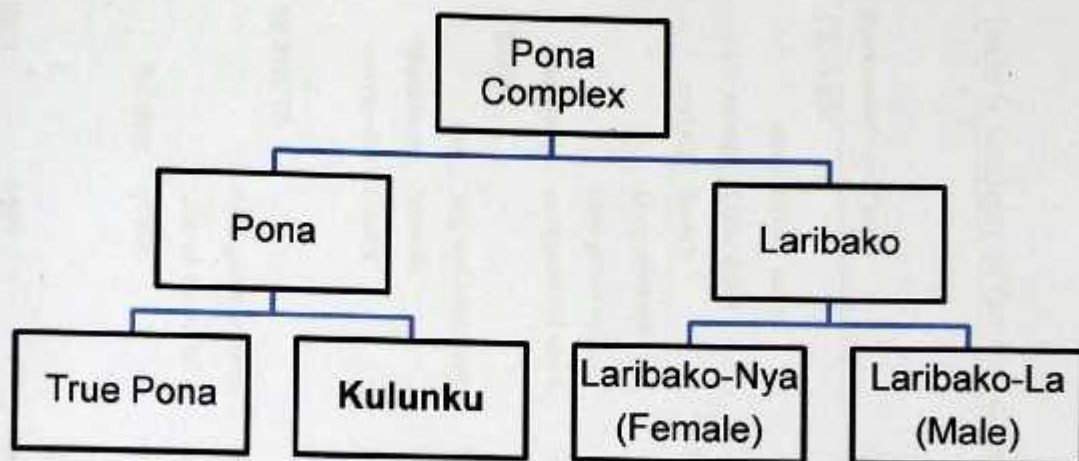 Pona
Complex
Pona
Laribako
True Pona
Kulunku
Laribako-Nya
(Female)
Laribako-La
(Male)